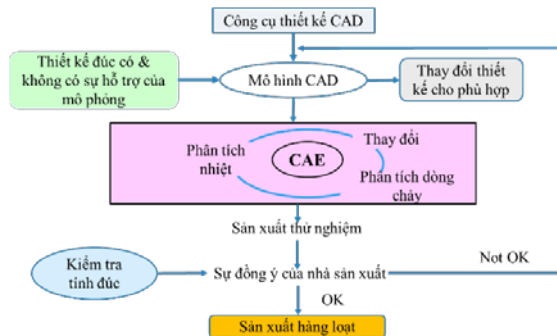 Công cụ thiết kế CAD
Thiết kế đúc có &
không có sự hỗ trợ của
mô phỏng
Mô hình CAD
Thay đổi thiết
kế cho phù hợp
Phân tích
nhiệt
CAE
Thay đổi
Phân tích dòng
chảy
Sản xuất thử nghiệm
Kiểm tra
tính đúc
Sự đồng ý của nhà sản xuất
Not OK
OK
Sản xuất hàng loạt